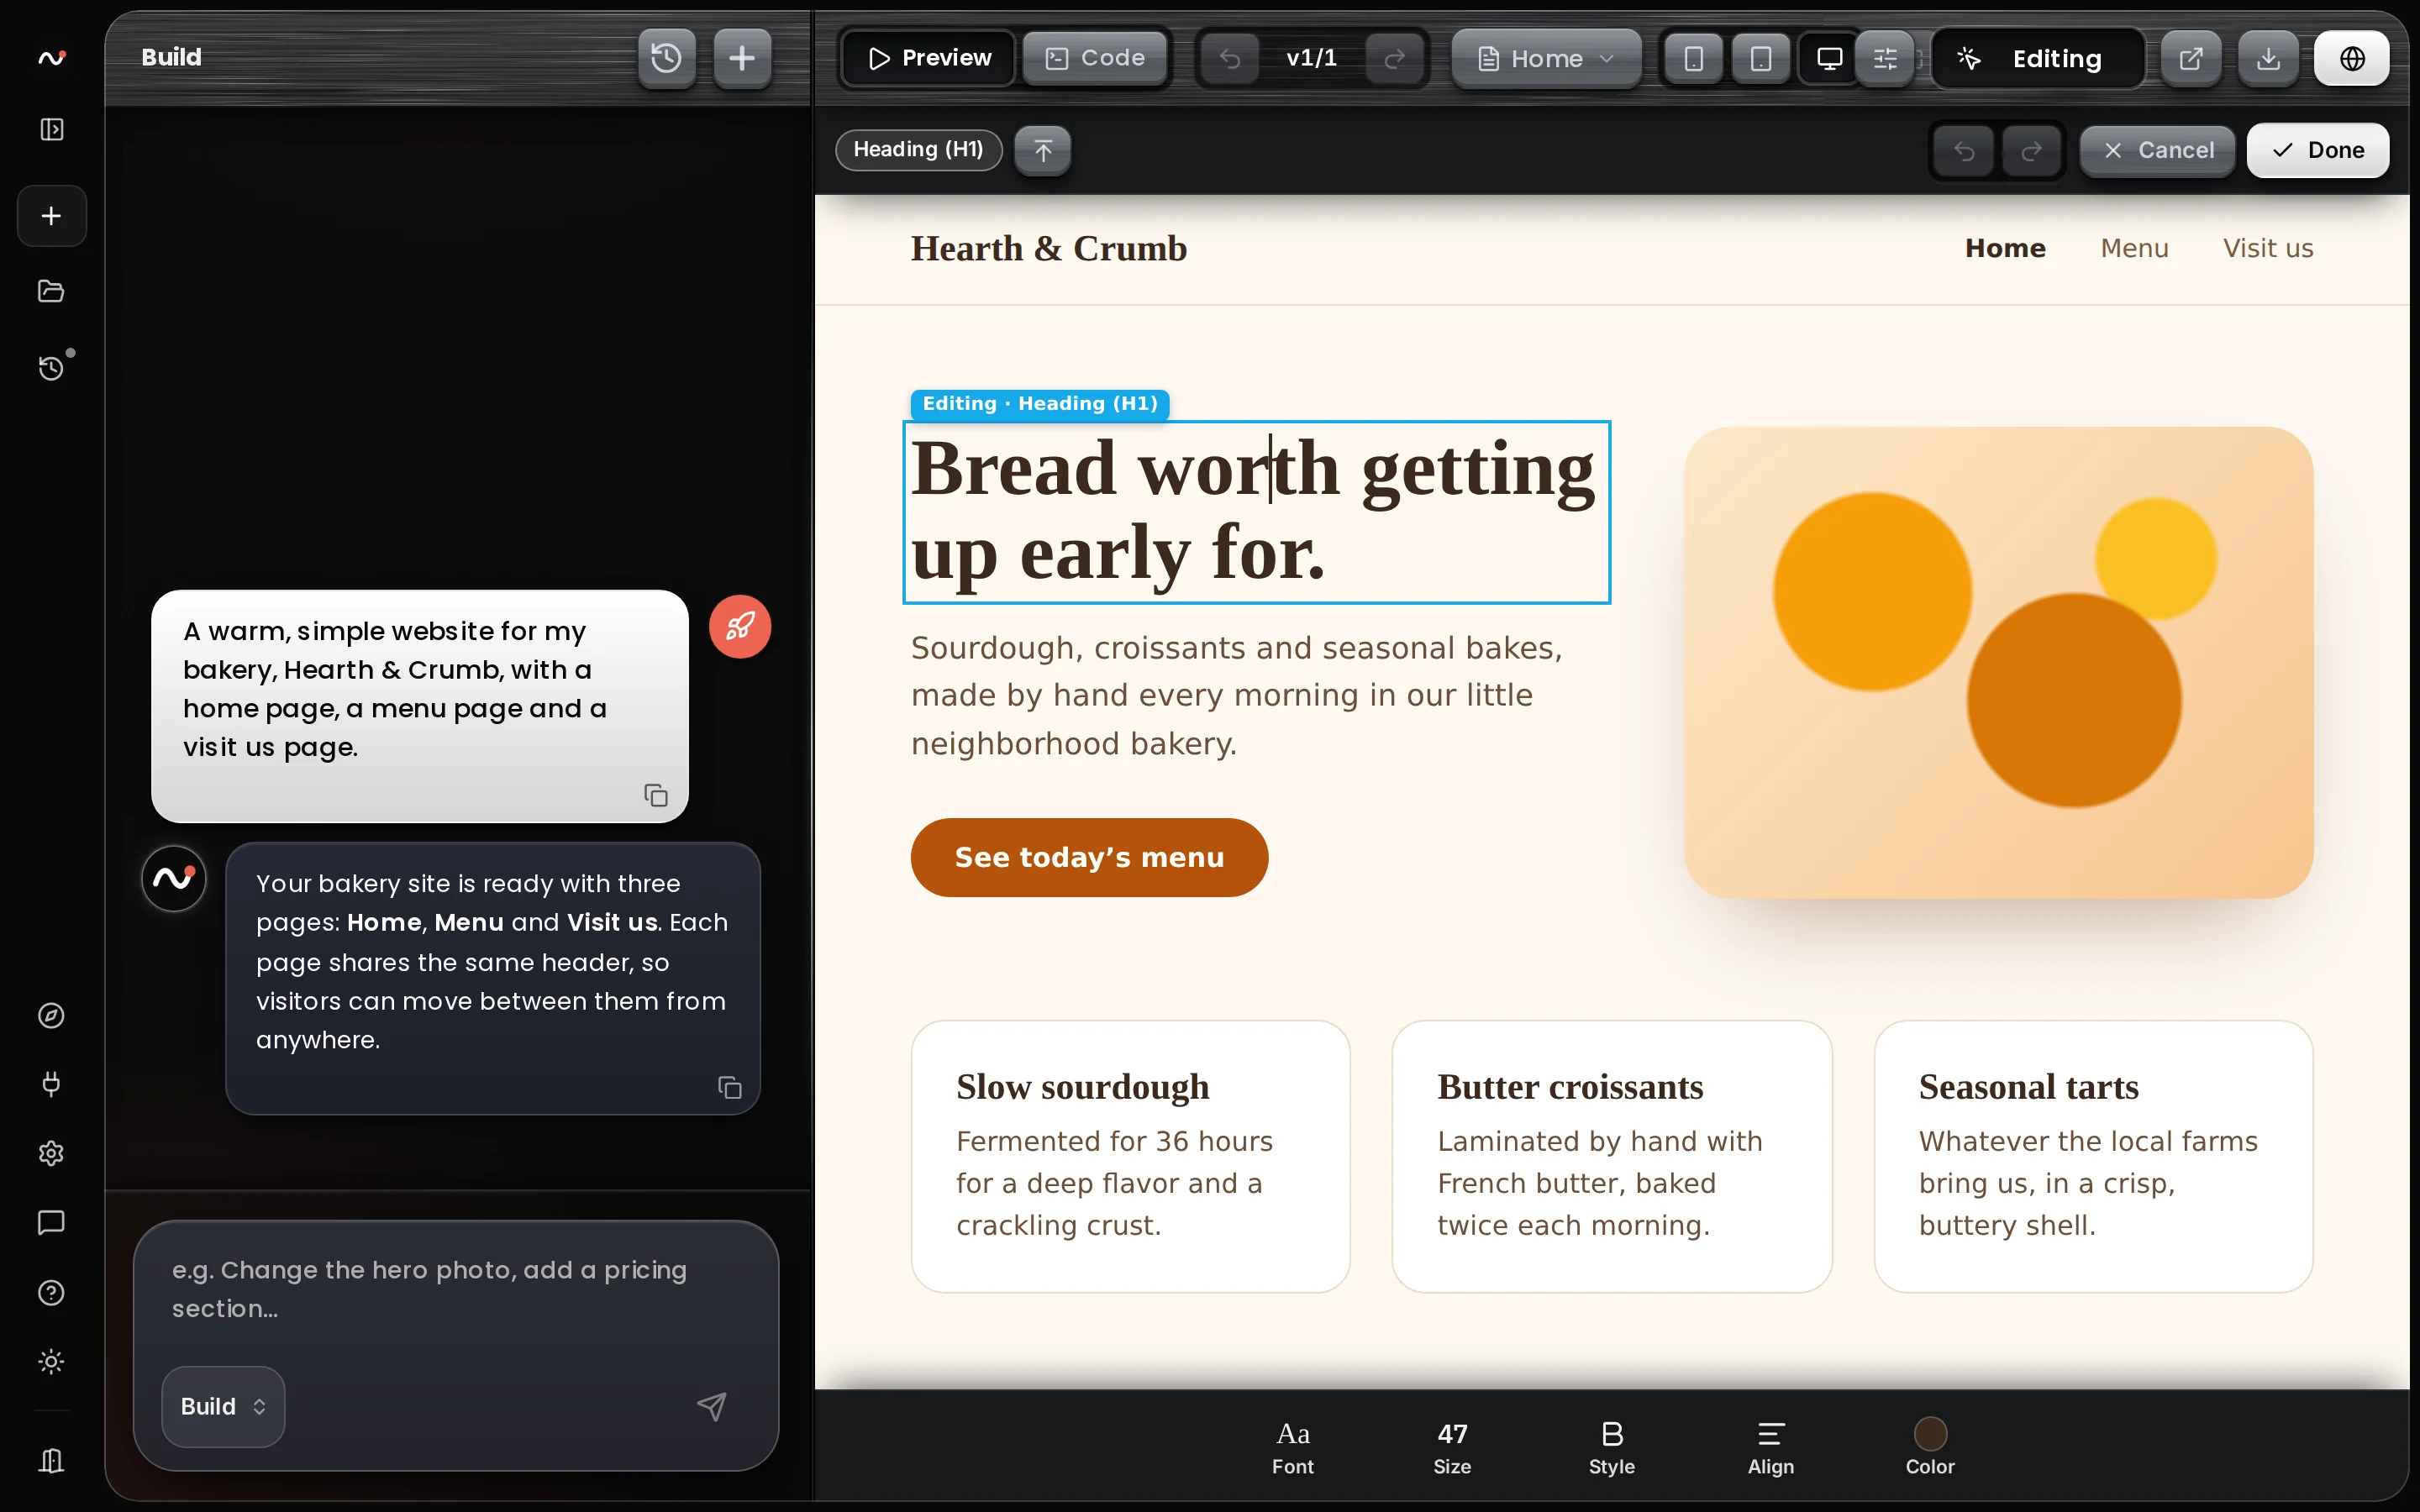 Build
Preview
Code
v1/1
Home
Editing
Heading (H1)
Cancel
Done
Hearth & Crumb
Home
Menu
Visit us
Editing · Heading (H1)
Bread worth getting
up early for.
Sourdough, croissants and seasonal bakes,
made by hand every morning in our little
neighborhood bakery.
See today’s menu
A warm, simple website for my
bakery, Hearth & Crumb, with a
home page, a menu page and a
visit us page.
Your bakery site is ready with three
pages: Home, Menu and Visit us. Each
page shares the same header, so
visitors can move between them from
anywhere.
Slow sourdough
Fermented for 36 hours
for a deep flavor and a
crackling crust.
Butter croissants
Laminated by hand with
French butter, baked
twice each morning.
Seasonal tarts
Whatever the local farms
bring us, in a crisp,
buttery shell.
e.g. Change the hero photo, add a pricing
section...
Build
Aa
Font
47
Size
B
Style
Align
Color